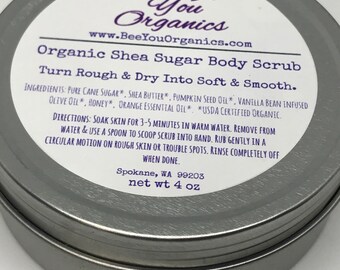 You
Organics
www.BeeYouOrganics.com
Organic Shea Sugar Body Scrub
Turn Rough & Dry Into Soft & Smooth.
Ingredients: Pure Cane Sugar*, Shea Butter*, Pumpkin Seed Oil*, Vanilla Bean Infused
Olive Oil*, Honey*, Orange Essential Oil*. *USDA Certified Organic.
Directions: Soak skin for 3-5 minutes in warm water. Remove from
water & use a spoon to scoop scrub into hand. Rub gently in a
circular motion on rough skin or trouble spots. Rinse completely off
when done.
Spokane, WA 99203
net wt 4 oz